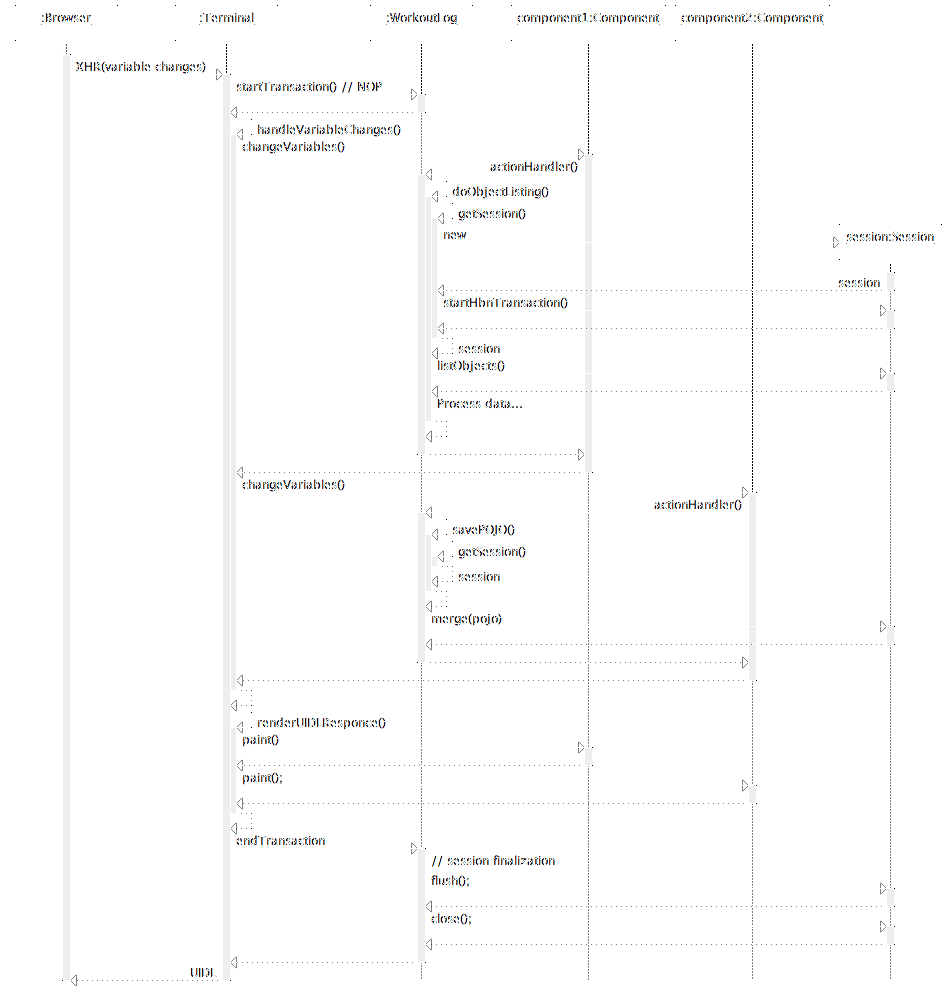 :Browser :Terminal :WorkoutLog component1:Component component2:Component
XHR(variable changes)
startTransaction() // NOP
handleVariableChanges()
changeVariables()
actionHandler()
doObjectListing()
getSession()
new
session:Session
session
startHbnTransaction()
session
listObjects()
Process data...
changeVariables()
actionHandler()
savePOJO()
getSession()
session
merge(pojo)
renderUIDLResponce()
paint()
paint();
endTransaction
// session finalization
flush();
close();
UIDL